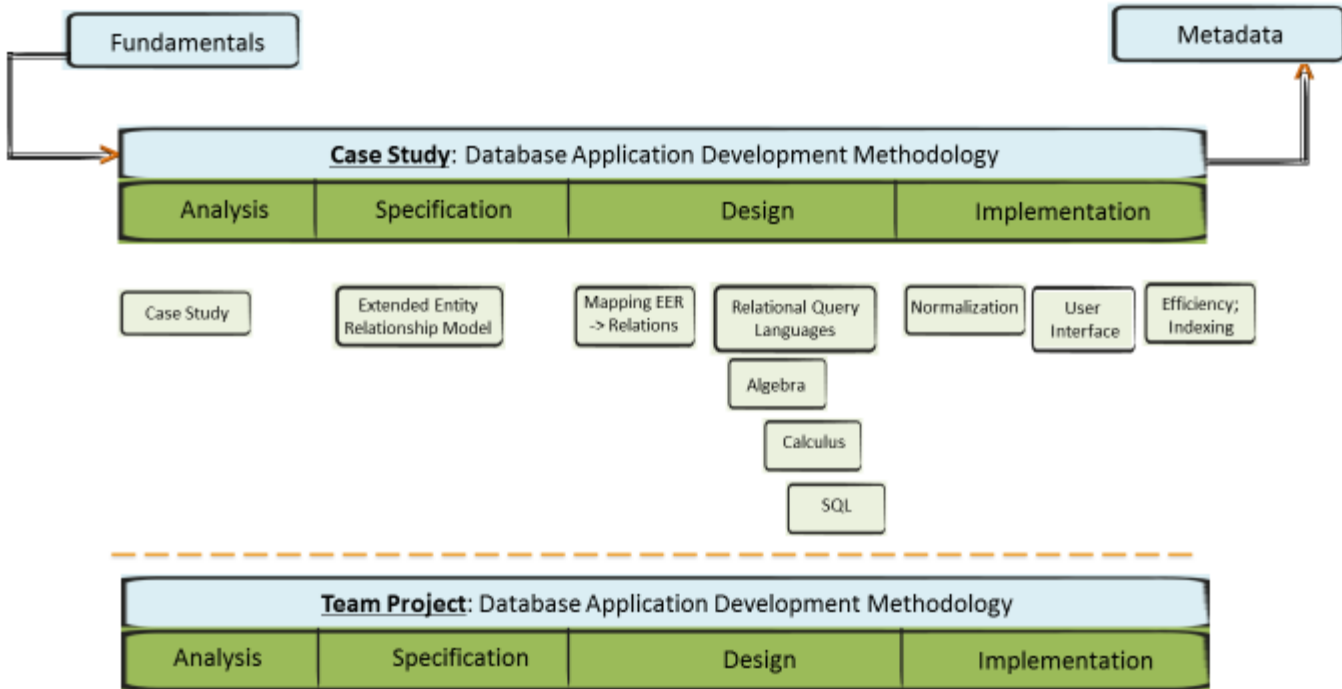 Fundamentals
Metadata
Case Study: Database Application Development Methodology
Analysis
Specification
Design
Implementation
Case Study
Extended Entity
Relationship Model
Mapping EER
-> Relations
Relational Query
Languages
Algebra
Calculus
SQL
Normalization
User
Interface
Efficiency;
Indexing
Team Project: Database Application Development Methodology
Analysis
Specification
Design
Implementation